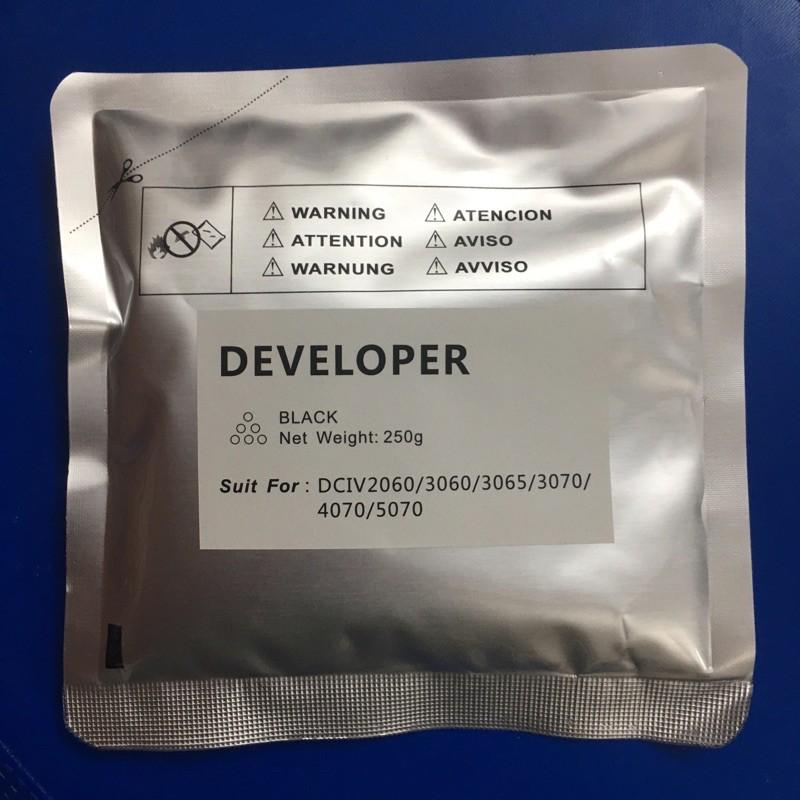 ⚠ WARNING ⚠ ATENCION
⚠ ATTENTION ⚠ AVISO
⚠ WARNUNG ⚠ AVVISO
DEVELOPER
BLACK
Net Weight: 250g
Suit For : DCIV2060/3060/3065/3070/
4070/5070